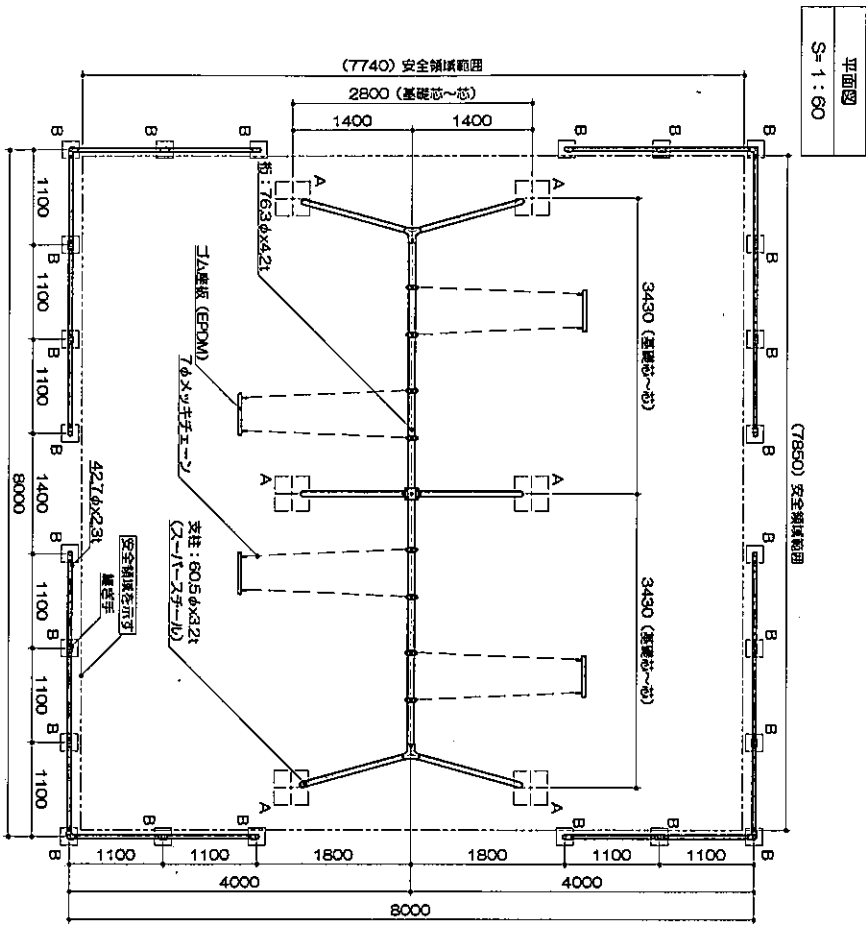 平面図
S=1:60
(7740) 安全領域範囲
2800 (基礎芯〜芯)
1400
1400
B
B
B
B
B
B
1100
1100
1100
1400
1100
1100
1100
8000
B
B
B
B
B
B
B
A
A
A
A
A
A
桁：76.3φx4.2t
ゴム座板 (EPDM)
7φメッキチェーン
支柱：60.5φx3.2t
(スーパースチール)
42.7φx2.3t
継ぎ手
安全領域を示す
3430 (基礎芯〜芯)
3430 (基礎芯〜芯)
(7850) 安全領域範囲
B
B
B
B
B
B
B
B
B
B
1100
1100
1800
1800
1100
1100
4000
4000
8000